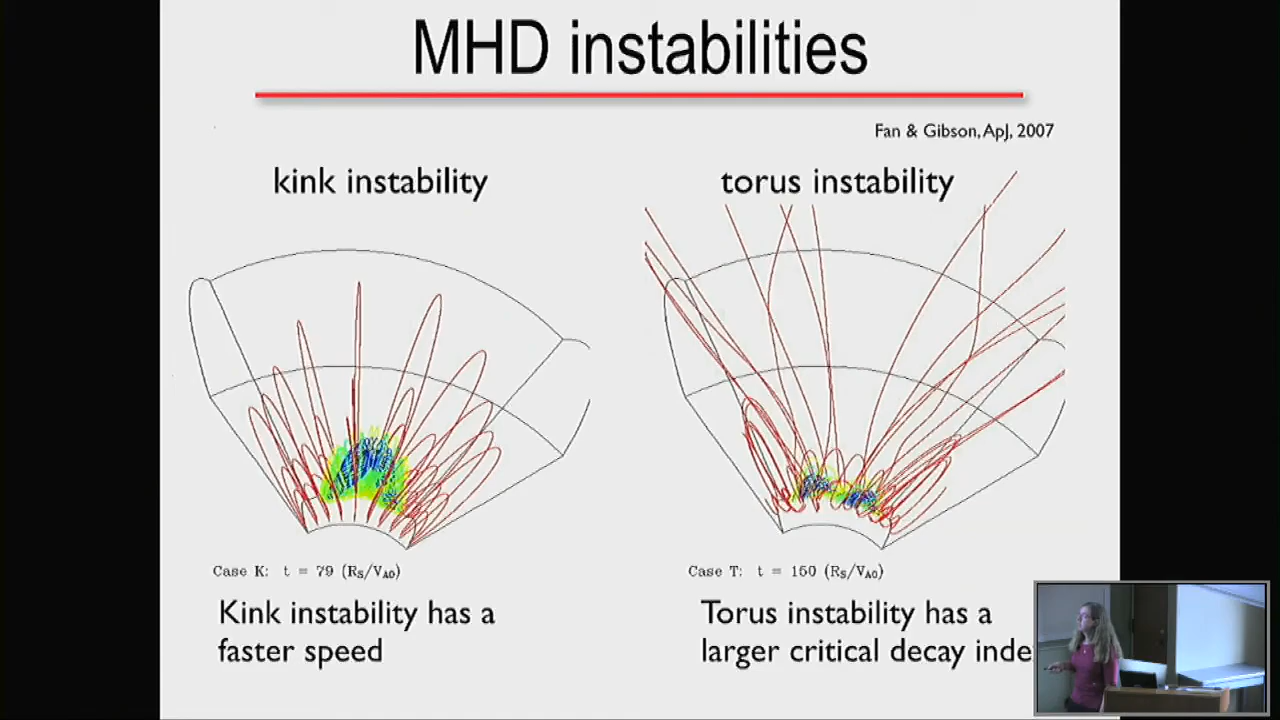 MHD instabilities
Fan & Gibson, ApJ, 2007
kink instability
torus instability
Case K: t = 79 (RS/VA0)
Case T: t = 150 (RS/VA0)
Kink instability has a
faster speed
Torus instability has a
larger critical decay inde